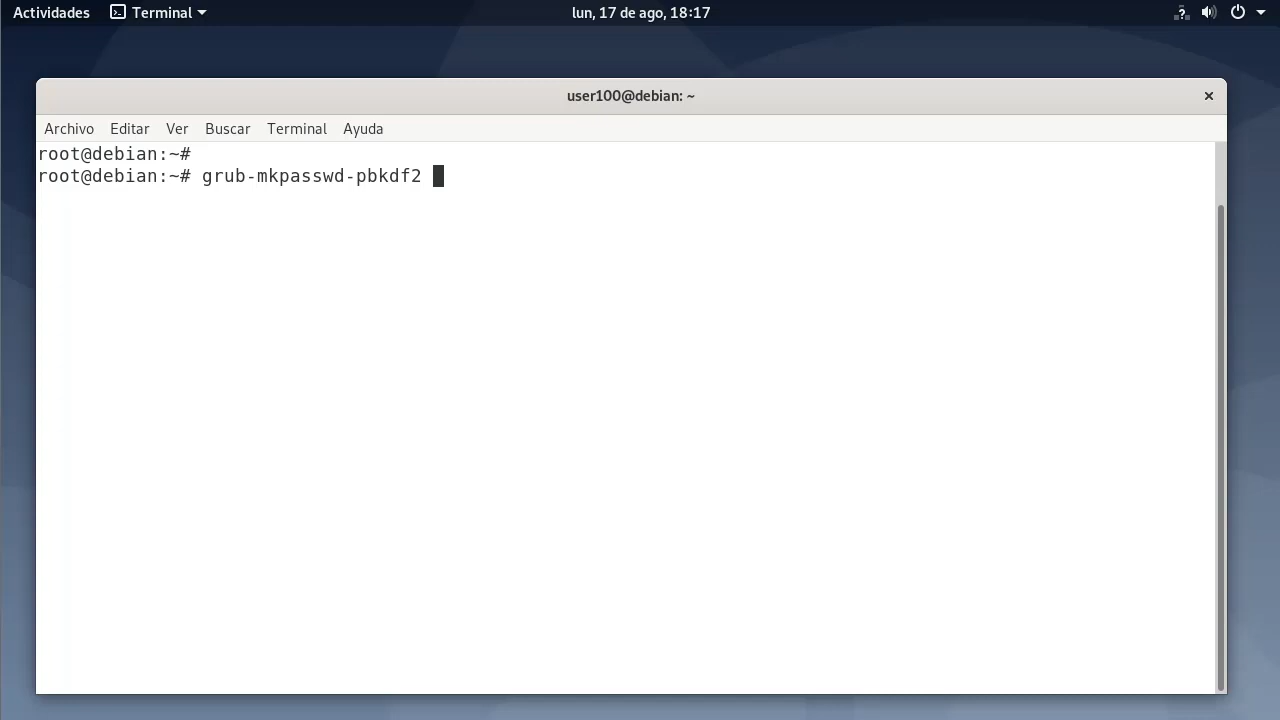 Actividades Terminal lun, 17 de ago, 18:17
user100@debian: ~
Archivo Editar Ver Buscar Terminal Ayuda
root@debian:~#
root@debian:~# grub-mkpasswd-pbkdf2